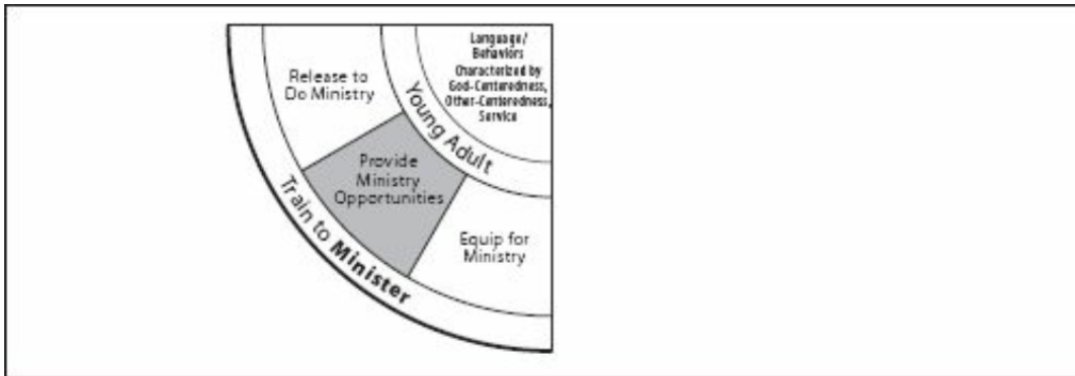 Language/
Behaviors
Characterized by
God-Centeredness,
Other-Centeredness,
Service
Release to
Do Ministry
Young Adult
Provide
Ministry
Opportunities
Train to Minister
Equip for
Ministry